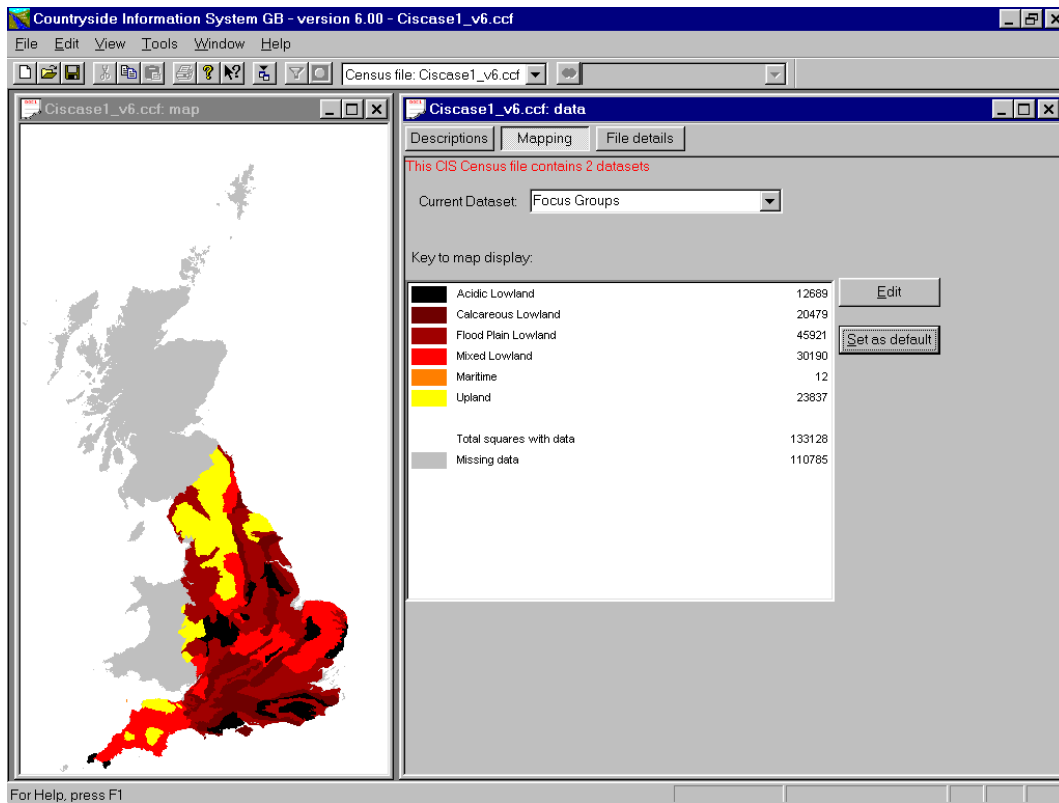 Countryside Information System GB - version 6.00 - Ciscase1_v6.ccf
File Edit View Tools Window Help
Census file: Ciscase1_v6.ccf
Ciscase1_v6.ccf: map
Ciscase1_v6.ccf: data
Descriptions Mapping File details
This CIS Census file contains 2 datasets
Current Dataset: Focus Groups
Key to map display:
Acidic Lowland 12689
Calcareous Lowland 20479
Flood Plain Lowland 45921
Mixed Lowland 30190
Maritime 12
Upland 23837
Total squares with data 133128
Missing data 110785
Edit
Set as default
For Help, press F1